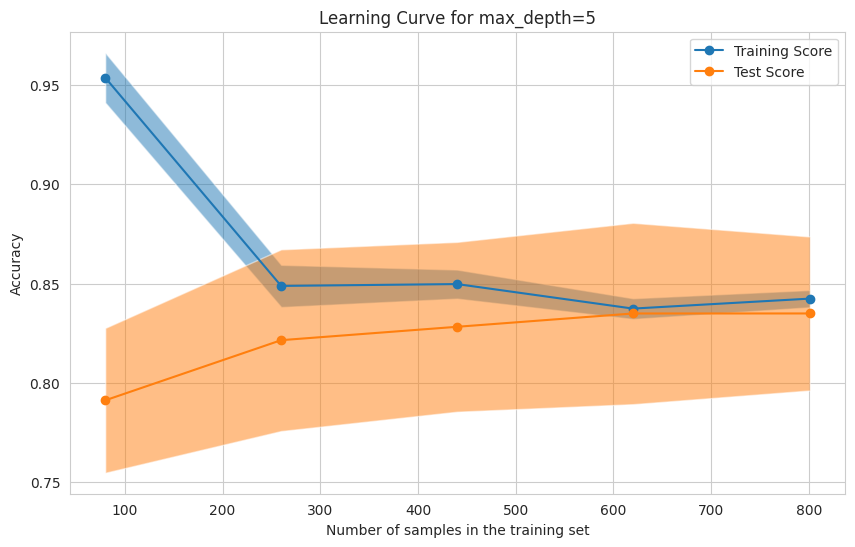 Learning Curve for max_depth=5
Training Score
Test Score
Accuracy
0.95
0.90
0.85
0.80
0.75
100 200 300 400 500 600 700 800
Number of samples in the training set